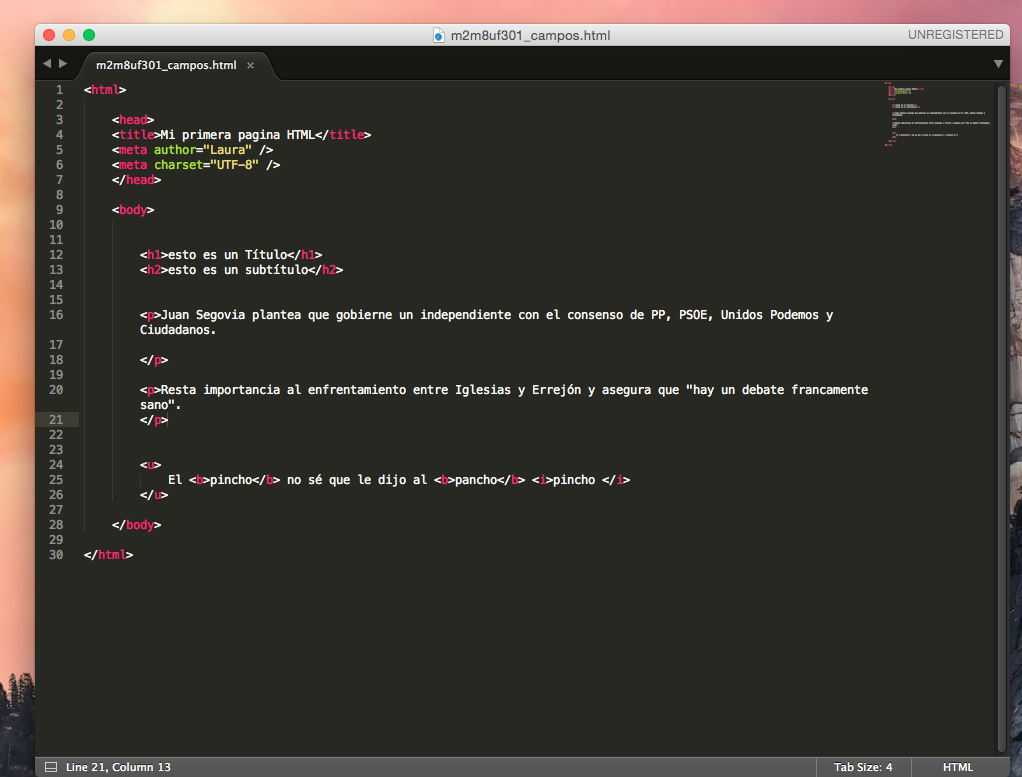 m2m8uf301_campos.html
UNREGISTERED
m2m8uf301_campos.html ×
1 <html>
2
3 <head>
4 <title>Mi primera pagina HTML</title>
5 <meta author="Laura" />
6 <meta charset="UTF-8" />
7 </head>
8
9 <body>
10
11
12 <h1>esto es un Título</h1>
13 <h2>esto es un subtítulo</h2>
14
15
16 <p>Juan Segovia plantea que gobierne un independiente con el consenso de PP, PSOE, Unidos Podemos y
Ciudadanos.
17
18 </p>
19
20 <p>Resta importancia al enfrentamiento entre Iglesias y Errejón y asegura que "hay un debate francamente
sano".
21 </p>
22
23
24 <u>
25 El <b>pincho</b> no sé que le dijo al <b>pancho</b> <i>pincho </i>
26 </u>
27
28 </body>
29
30 </html>
Line 21, Column 13
Tab Size: 4
HTML